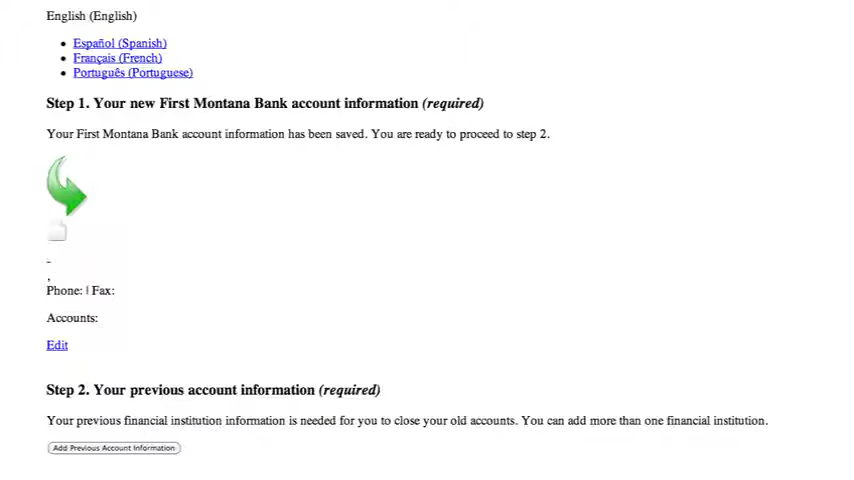 English (English)
Español (Spanish)
Français (French)
Português (Portuguese)
Step 1. Your new First Montana Bank account information (required)
Your First Montana Bank account information has been saved. You are ready to proceed to step 2.
-
,
Phone: | Fax:
Accounts:
Edit
Step 2. Your previous account information (required)
Your previous financial institution information is needed for you to close your old accounts. You can add more than one financial institution.
Add Previous Account Information